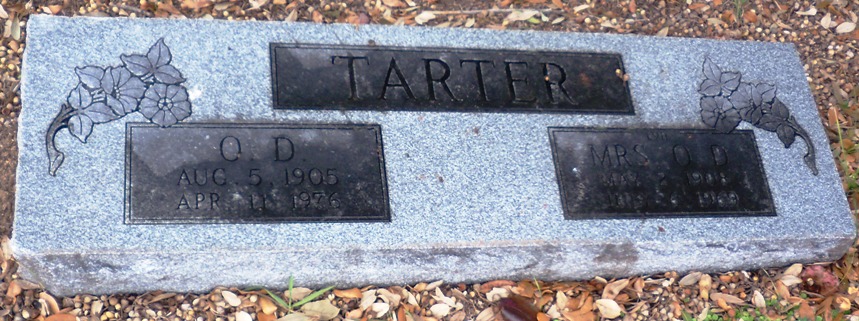 TARTER
O. D.
AUG. 5, 1905
APR. 11, 1976
MRS. O. D.